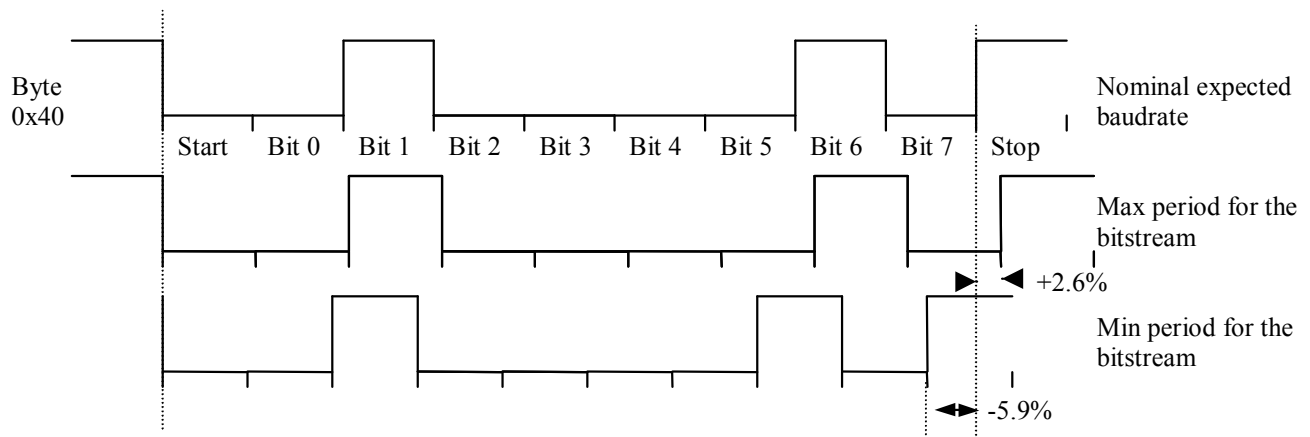 Byte
0x40
Nominal expected
baudrate
Start Bit 0 Bit 1 Bit 2 Bit 3 Bit 4 Bit 5 Bit 6 Bit 7 Stop
Max period for the
bitstream
+2.6%
Min period for the
bitstream
-5.9%